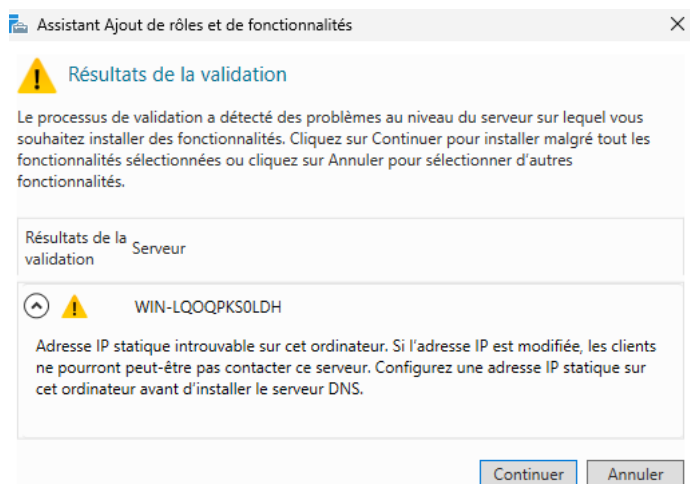 Assistant Ajout de rôles et de fonctionnalités
Résultats de la validation
Le processus de validation a détecté des problèmes au niveau du serveur sur lequel vous
souhaitez installer des fonctionnalités. Cliquez sur Continuer pour installer malgré tout les
fonctionnalités sélectionnées ou cliquez sur Annuler pour sélectionner d'autres
fonctionnalités.
Résultats de la
validation
Serveur
WIN-LQOQPKS0LDH
Adresse IP statique introuvable sur cet ordinateur. Si l'adresse IP est modifiée, les clients
ne pourront peut-être pas contacter ce serveur. Configurez une adresse IP statique sur
cet ordinateur avant d'installer le serveur DNS.
Continuer
Annuler